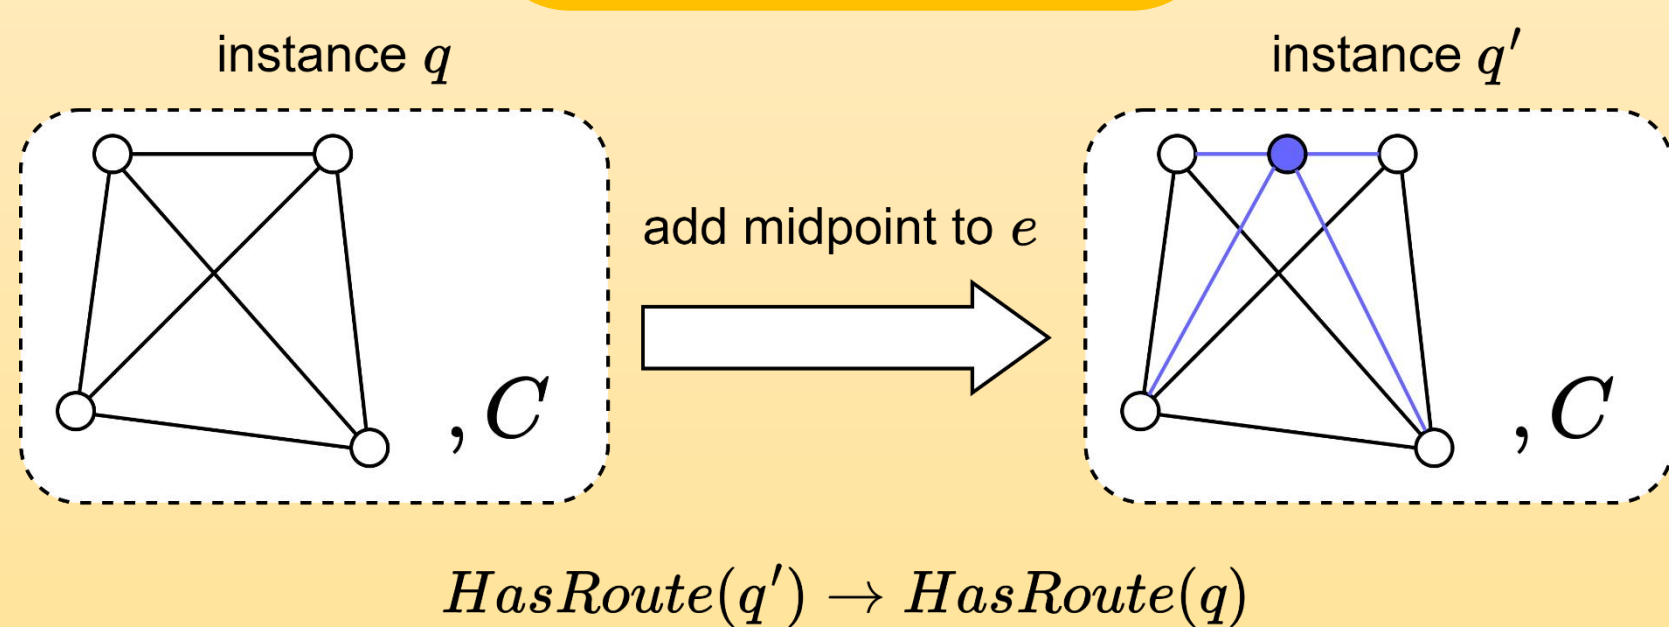 instance q
instance q′
add midpoint to e
, C
, C
HasRoute(q′) → HasRoute(q)